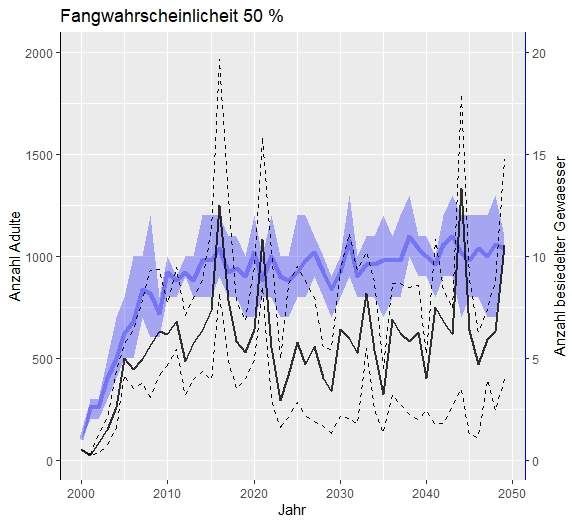 Fangwahrscheinlicheit 50 %
2000
1500
1000
500
0
20
15
10
5
0
Anzahl Adulte
Anzahl besiedelter Gewaesser
2000 2010 2020 2030 2040 2050
Jahr